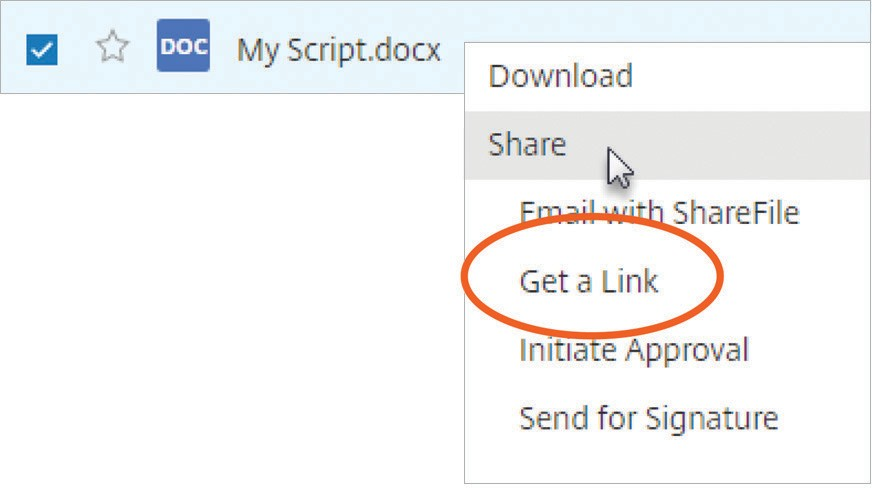 DOC My Script.docx
Download
Share
Email with ShareFile
Get a Link
Initiate Approval
Send for Signature